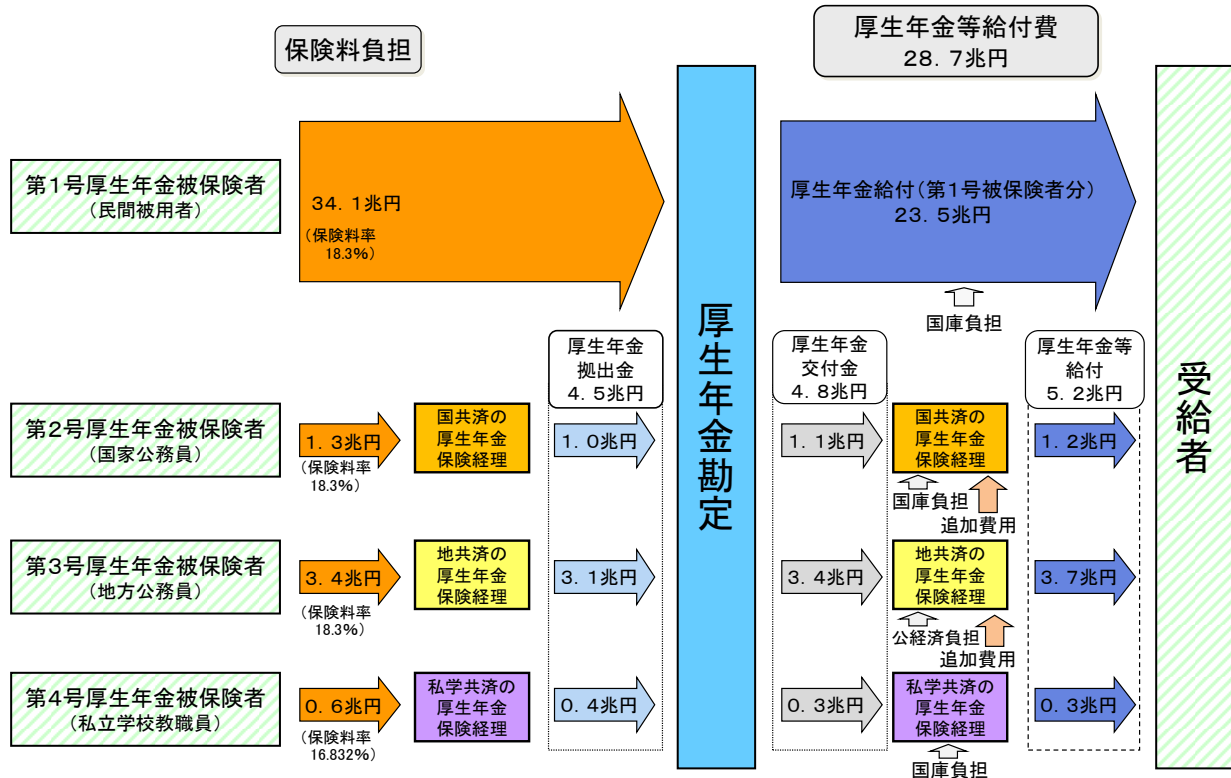 保険料負担
厚生年金等給付費
28.7兆円
第1号厚生年金被保険者
(民間被用者)
34.1兆円
(保険料率
18.3%)
厚生年金勘定
厚生年金給付(第1号被保険者分)
23.5兆円
国庫負担
受給者
厚生年金
拠出金
4.5兆円
厚生年金
交付金
4.8兆円
厚生年金等
給付
5.2兆円
第2号厚生年金被保険者
(国家公務員)
1.3兆円
(保険料率
18.3%)
国共済の
厚生年金
保険経理
1.0兆円
1.1兆円
国共済の
厚生年金
保険経理
1.2兆円
国庫負担
追加費用
第3号厚生年金被保険者
(地方公務員)
3.4兆円
(保険料率
18.3%)
地共済の
厚生年金
保険経理
3.1兆円
3.4兆円
地共済の
厚生年金
保険経理
3.7兆円
公経済負担
追加費用
第4号厚生年金被保険者
(私立学校教職員)
0.6兆円
(保険料率
16.832%)
私学共済の
厚生年金
保険経理
0.4兆円
0.3兆円
私学共済の
厚生年金
保険経理
0.3兆円
国庫負担